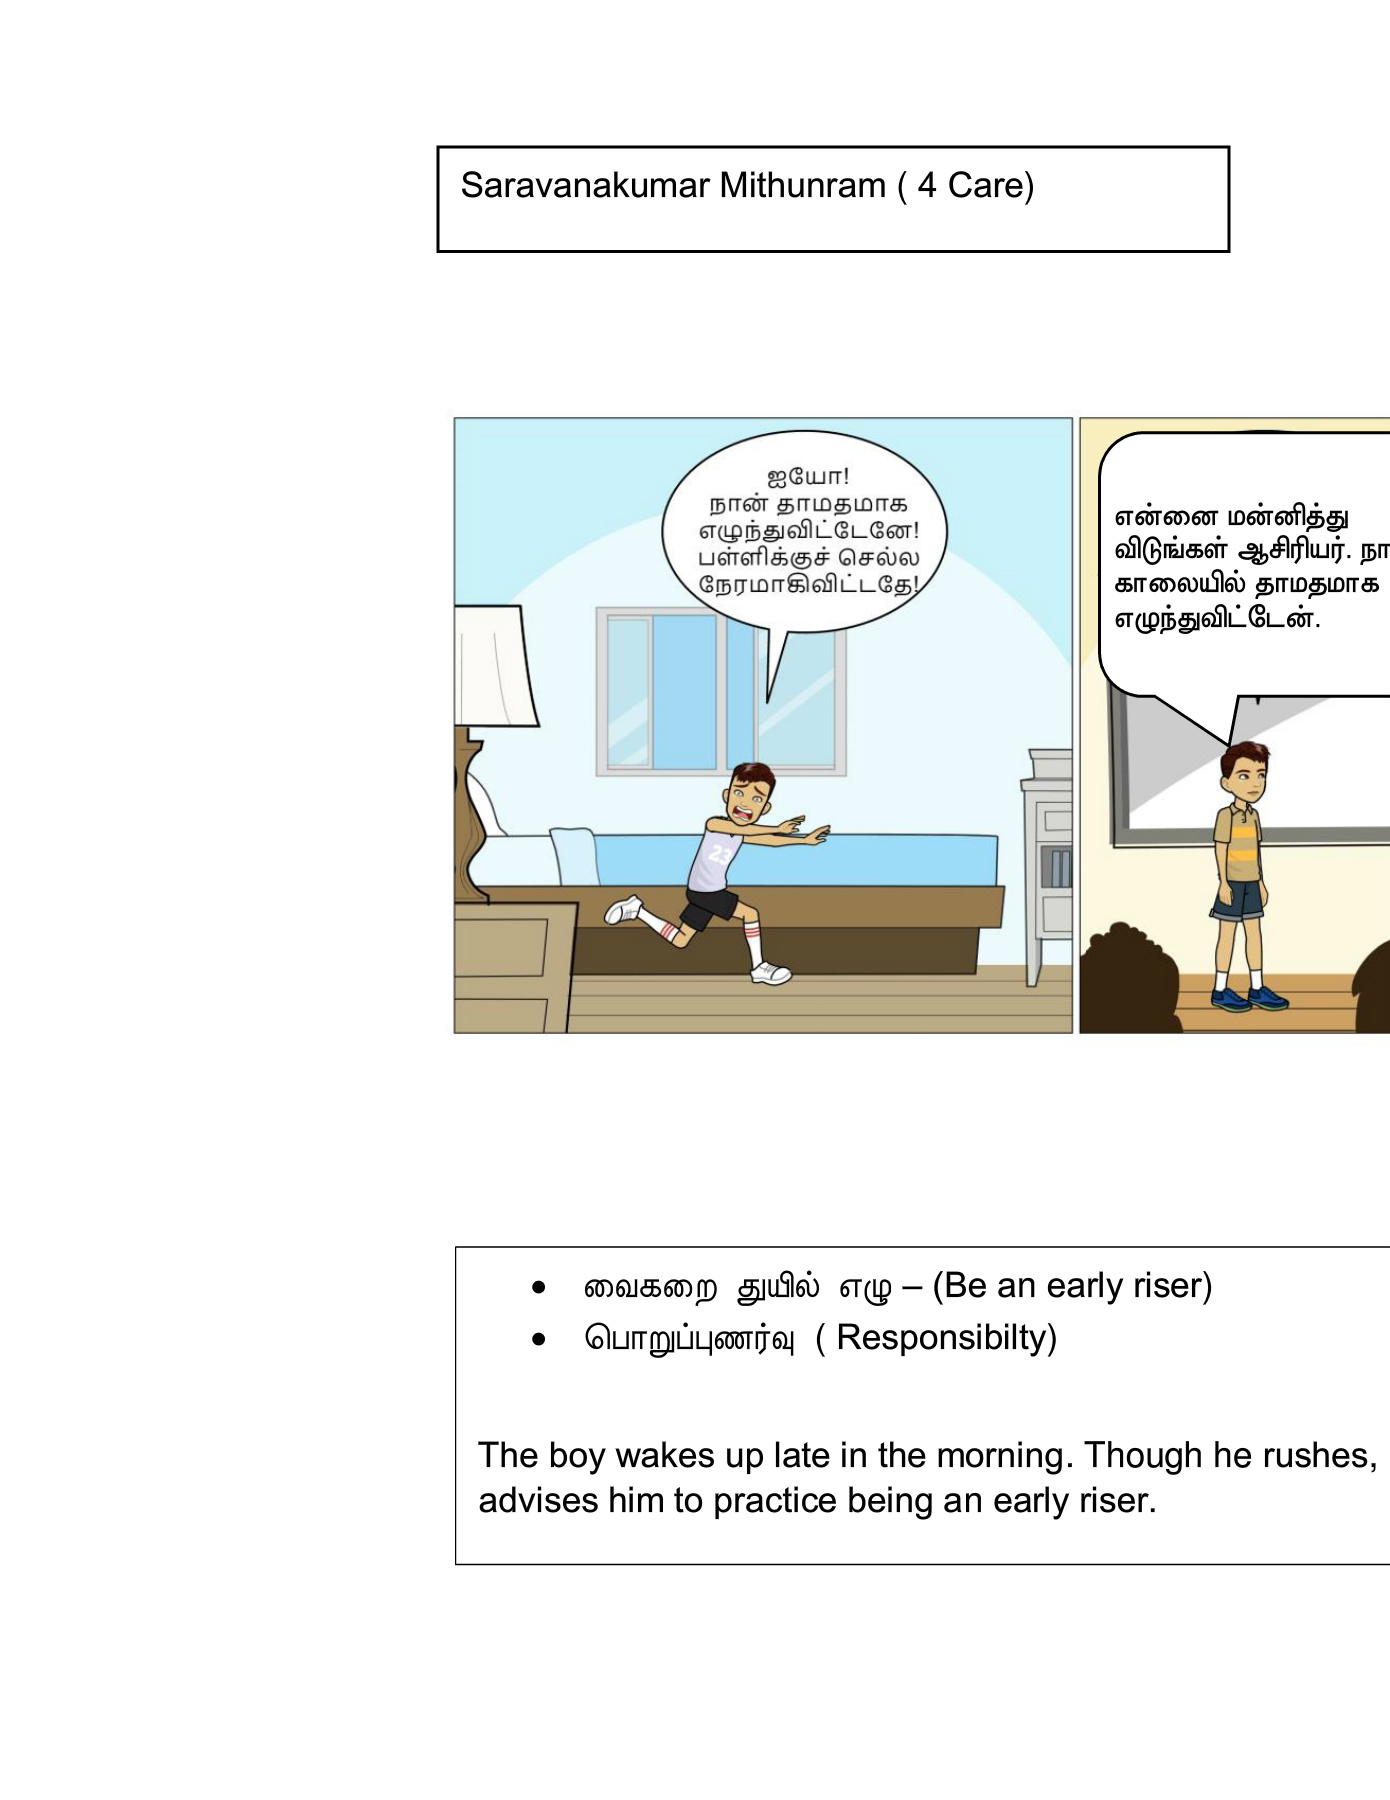 Saravanakumar Mithunram ( 4 Care)
ஐயோ!
நான் தாமதமாக
எழுந்துவிட்டேனே!
பள்ளிக்குச் செல்ல
நேரமாகிவிட்டதே!
என்னை மன்னித்து
விடுங்கள் ஆசிரியர்.
காலையில் தாமதமாக
எழுந்துவிட்டேன்.
• வைகறை துயில் எழு – (Be an early riser)
• பொறுப்புணர்வு ( Responsibilty)
The boy wakes up late in the morning. Though he rushes,
advises him to practice being an early riser.